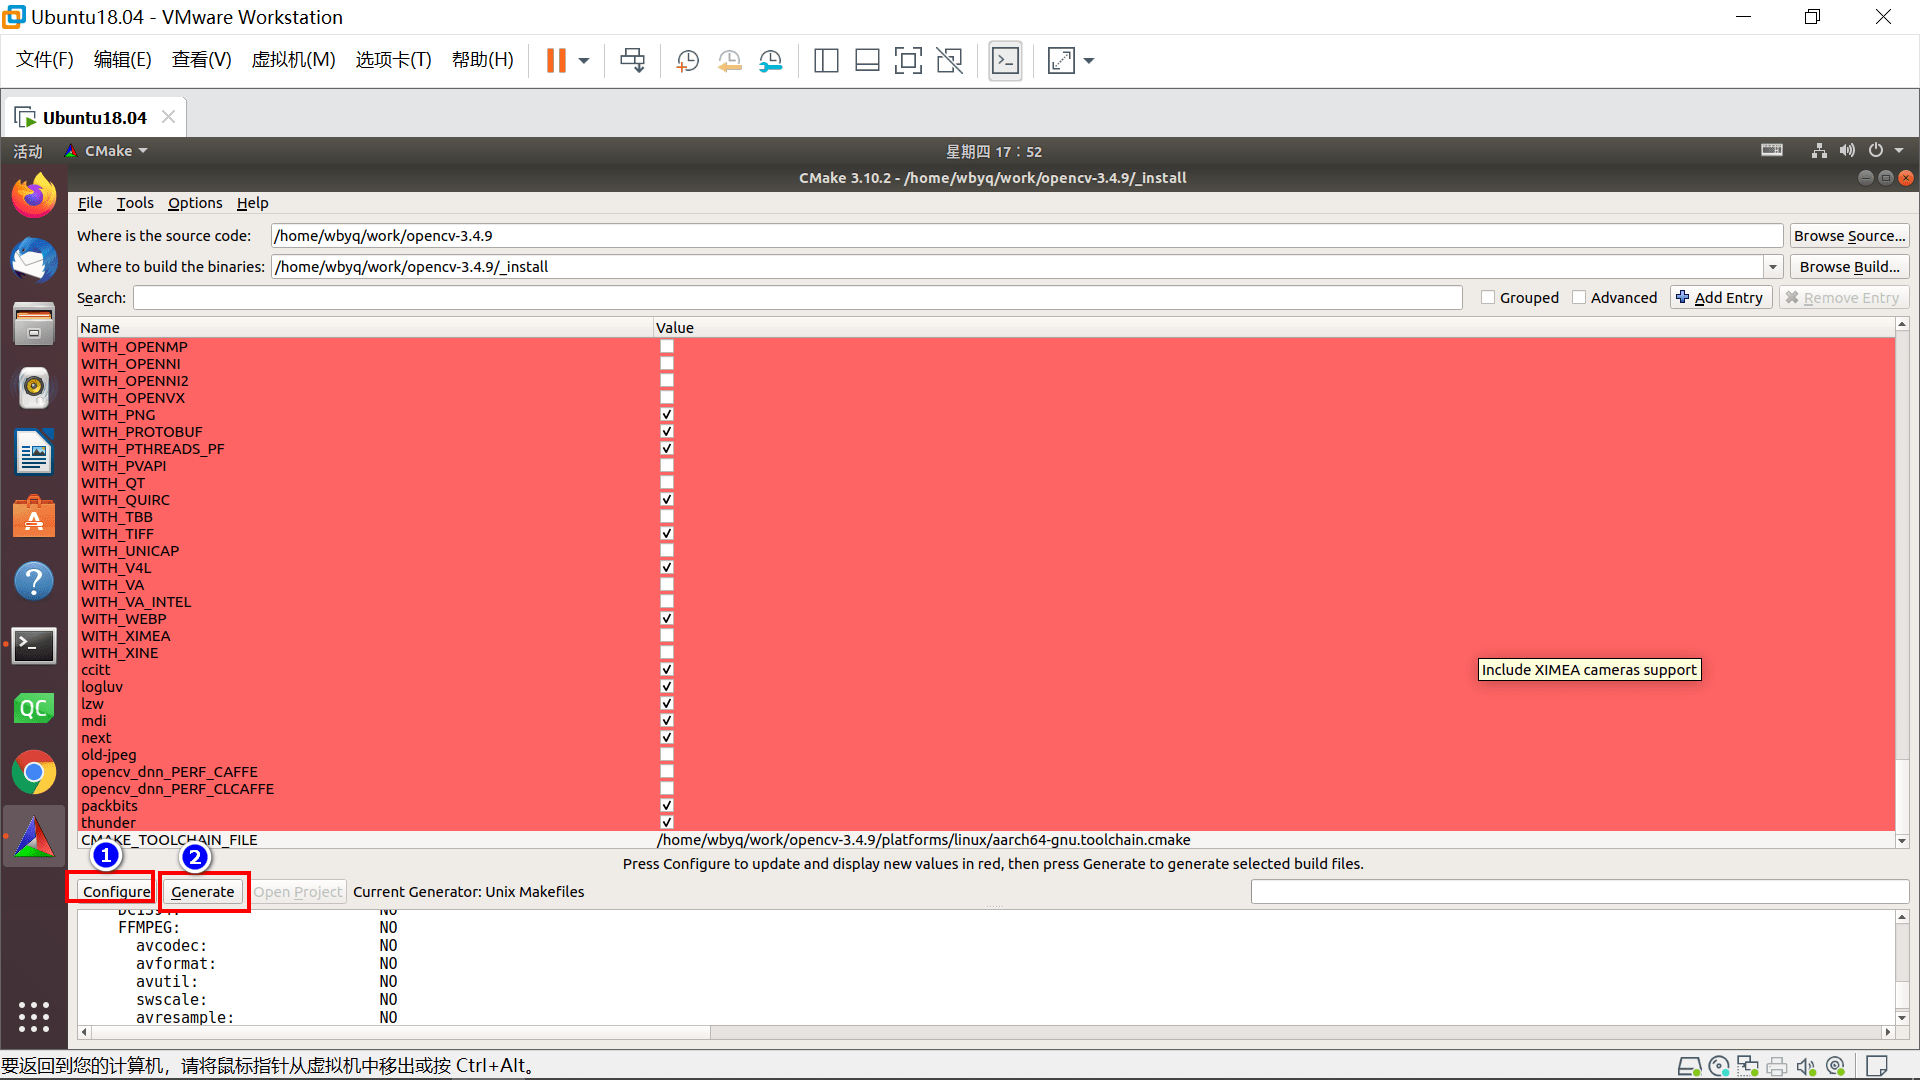 Ubuntu18.04 - VMware Workstation
文件(F) 编辑(E) 查看(V) 虚拟机(M) 选项卡(T) 帮助(H)
Ubuntu18.04
活动 CMake 星期四 17：52
CMake 3.10.2 - /home/wbyq/work/opencv-3.4.9/_install
File Tools Options Help
Where is the source code: /home/wbyq/work/opencv-3.4.9 Browse Source...
Where to build the binaries: /home/wbyq/work/opencv-3.4.9/_install Browse Build...
Search: Grouped Advanced Add Entry Remove Entry
Name Value
WITH_OPENMP
WITH_OPENNI
WITH_OPENNI2
WITH_OPENVX
WITH_PNG
WITH_PROTOBUF
WITH_PTHREADS_PF
WITH_PVAPI
WITH_QT
WITH_QUIRC
WITH_TBB
WITH_TIFF
WITH_UNICAP
WITH_V4L
WITH_VA
WITH_VA_INTEL
WITH_WEBP
WITH_XIMEA
WITH_XINE
ccitt
Include XIMEA cameras support
logluv
lzw
mdi
next
old-jpeg
opencv_dnn_PERF_CAFFE
opencv_dnn_PERF_CLCAFFE
packbits
thunder
CMAKE_TOOLCHAIN_FILE /home/wbyq/work/opencv-3.4.9/platforms/linux/aarch64-gnu.toolchain.cmake
1 2
Press Configure to update and display new values in red, then press Generate to generate selected build files.
Configure Generate Open Project Current Generator: Unix Makefiles
DC1394: NO
FFMPEG: NO
avcodec: NO
avformat: NO
avutil: NO
swscale: NO
avresample: NO
QC
要返回到您的计算机，请将鼠标指针从虚拟机中移出或按 Ctrl+Alt。